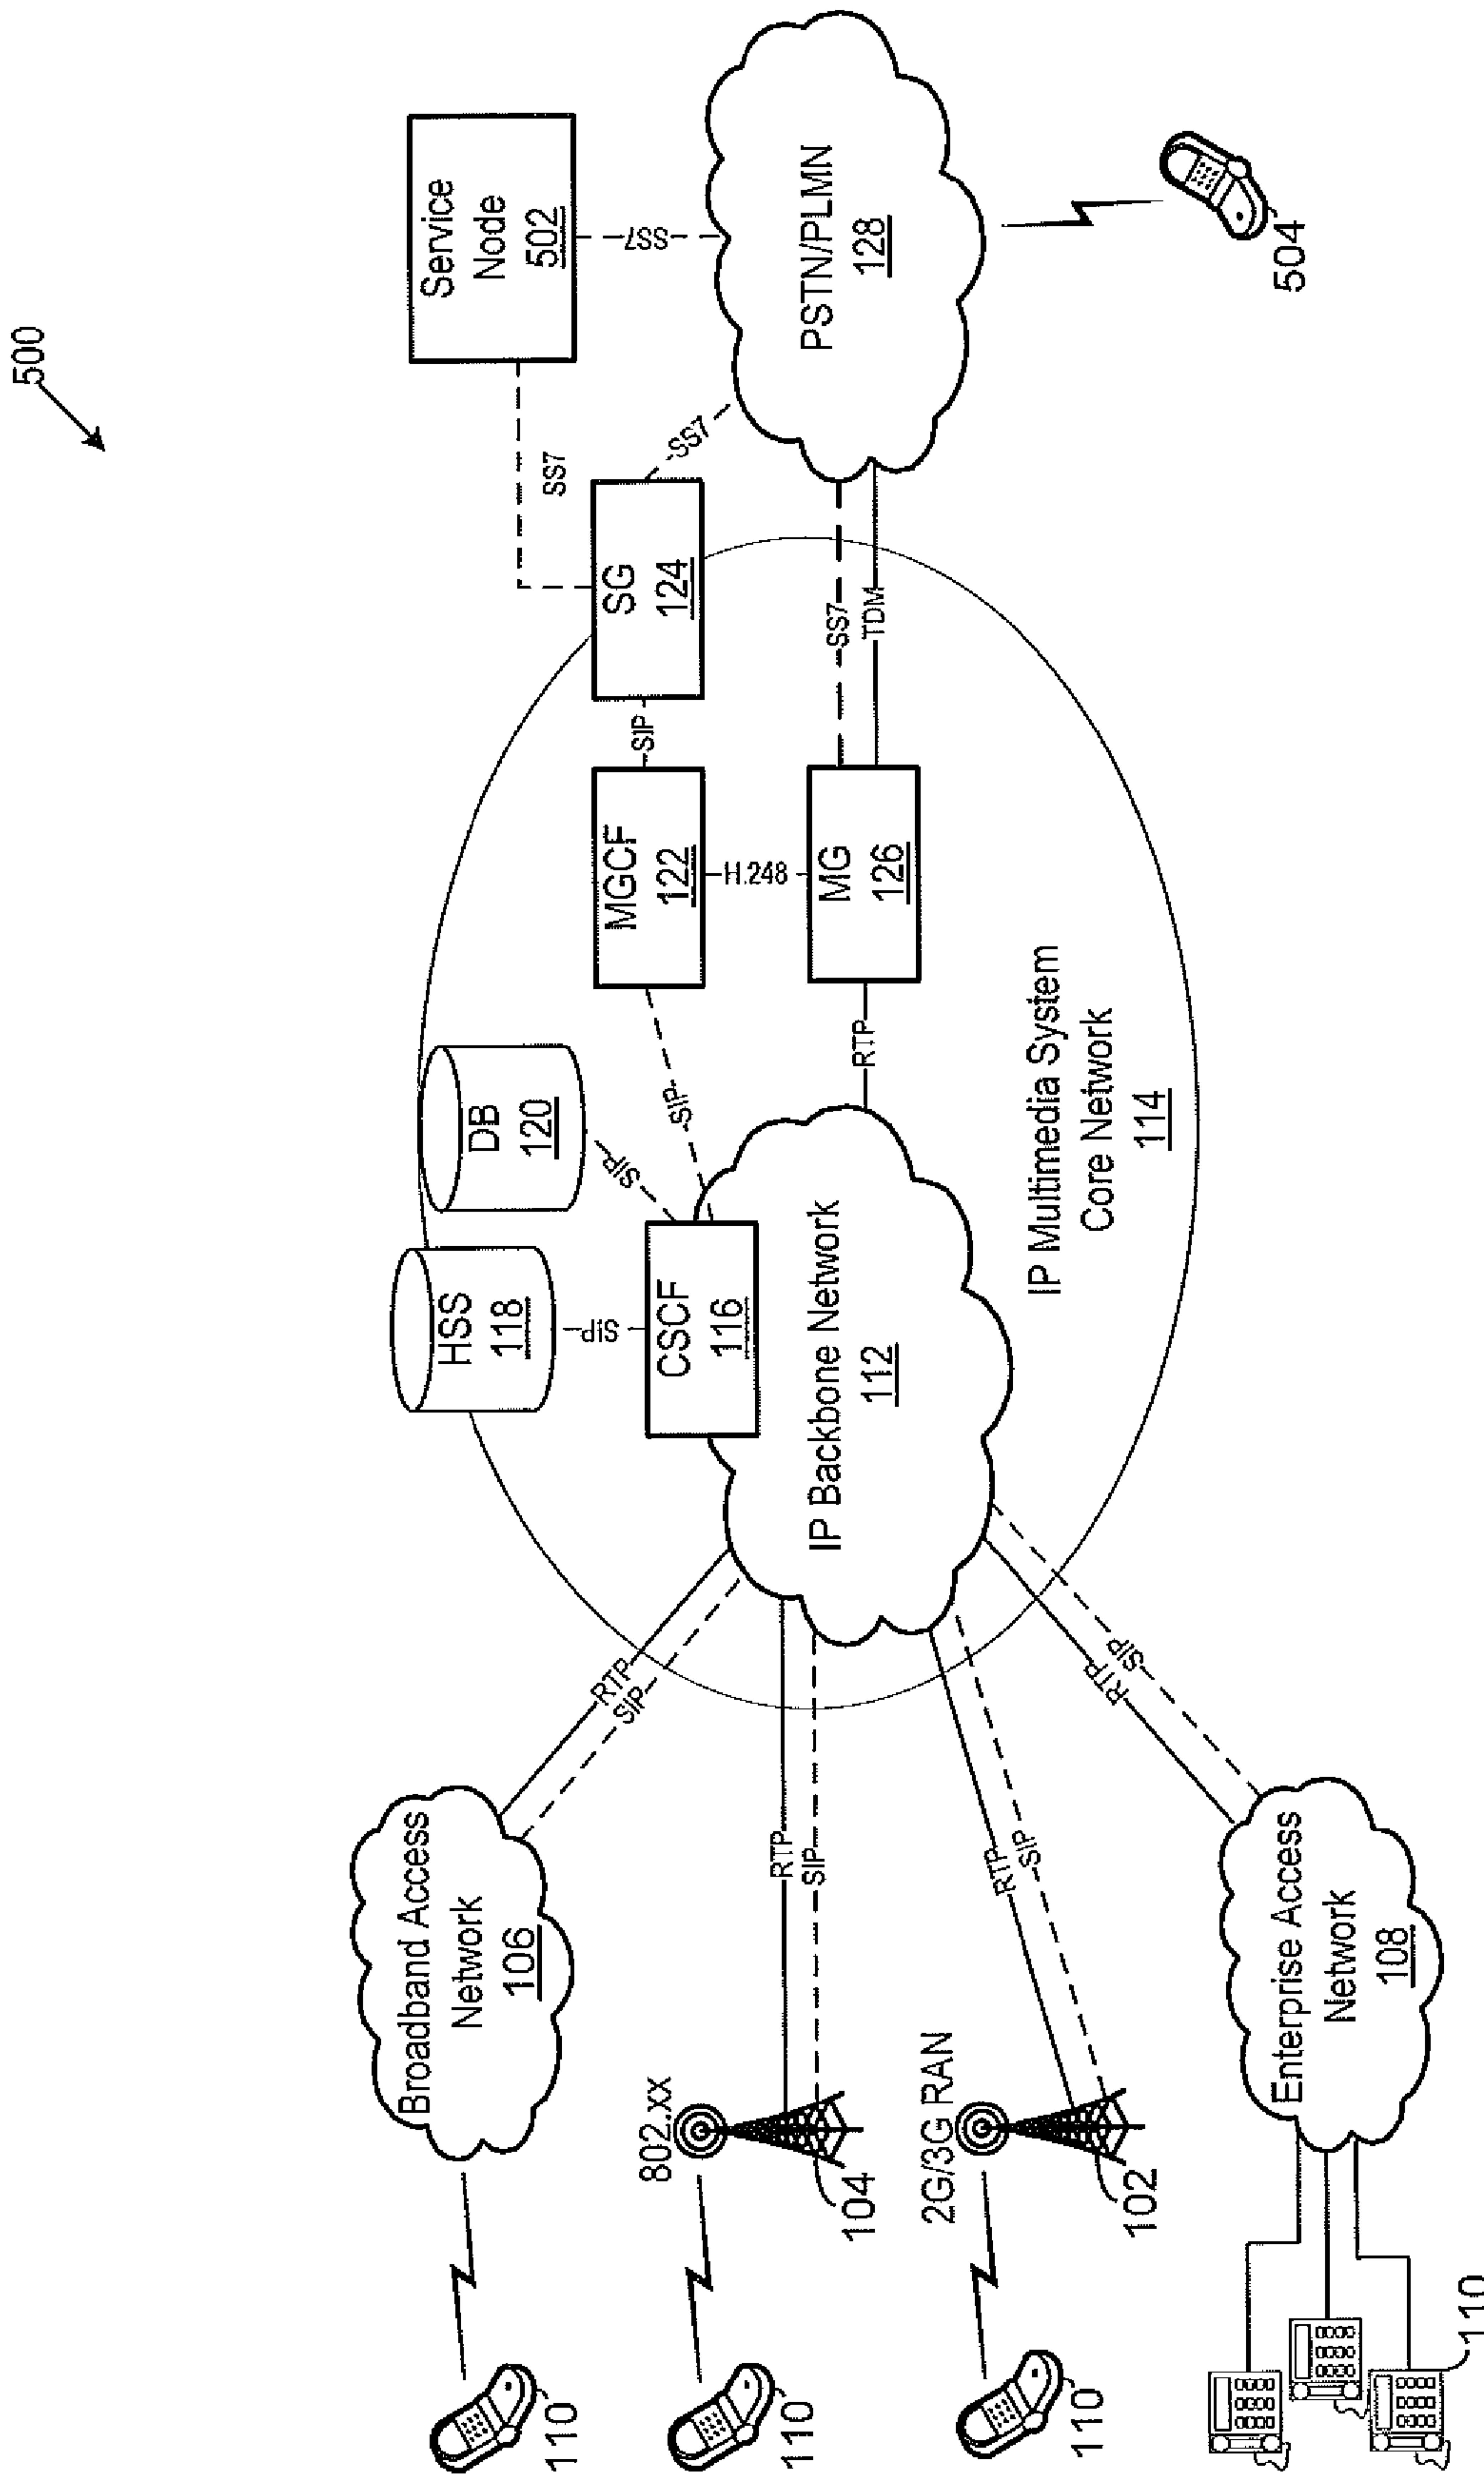 500
Service
Node
502
SS7
SS7
PSTN/PLMN
128
504
SS7
SG
124
SS7
TDM
SIP
MGCF
122
H.248
MG
126
RTP
SIP
DB
120
SIP
HSS
118
SIP
CSCF
116
IP Backbone Network
112
IP Multimedia System
Core Network
114
RTP
SIP
RTP
SIP
RTP
SIP
RTP
SIP
Broadband Access
Network
106
802.xx
104
2G/3G RAN
102
Enterprise Access
Network
108
110
110
110
110